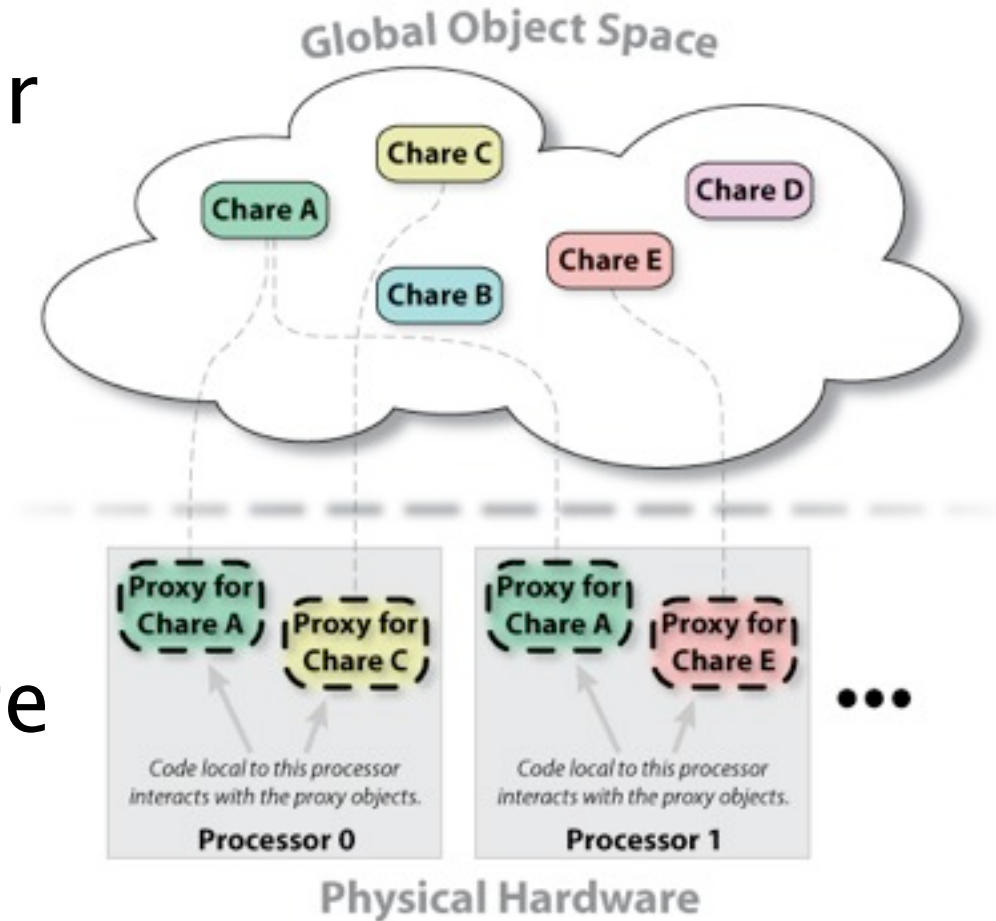 Global Object Space
r
Chare C
Chare D
Chare A
Chare E
Chare B
Proxy for
Chare A
Proxy for
Chare C
Proxy for
Chare A
Proxy for
Chare E
e
Code local to this processor
interacts with the proxy objects.
Code local to this processor
interacts with the proxy objects.
Processor 0
Processor 1
Physical Hardware